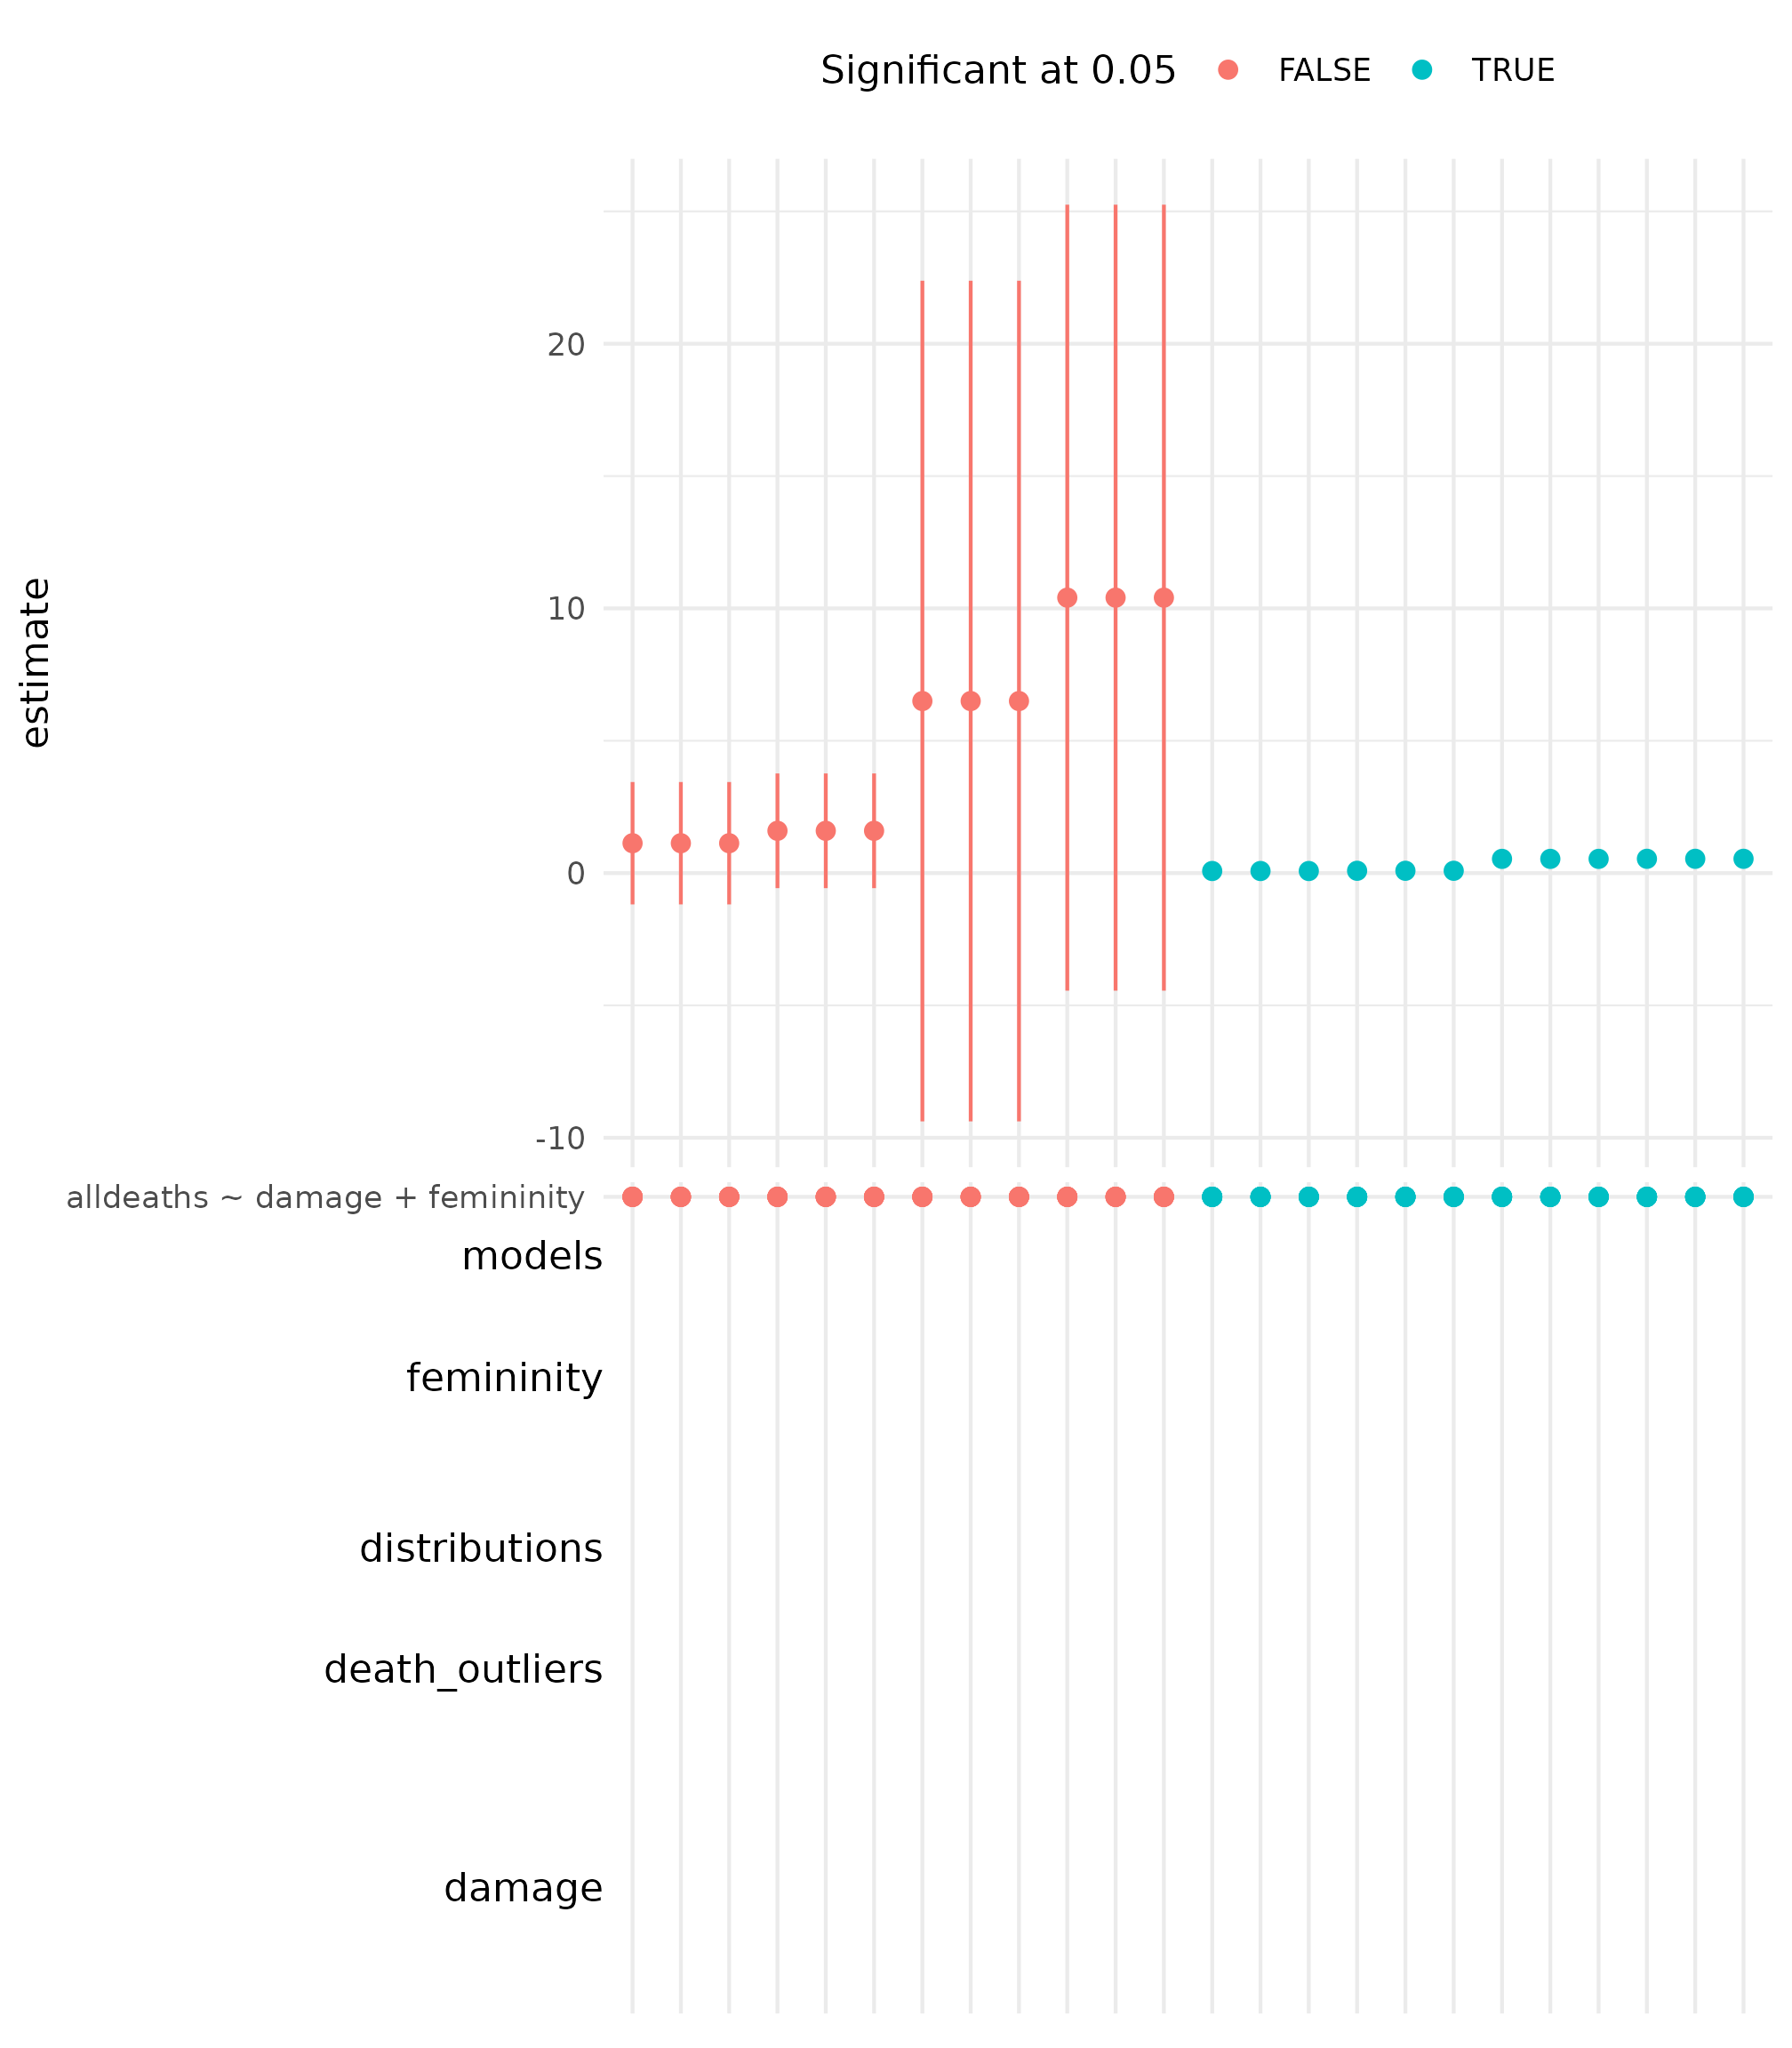 Significant at 0.05 FALSE TRUE
estimate
20
10
0
-10
alldeaths ~ damage + femininity
models
femininity
distributions
death_outliers
damage